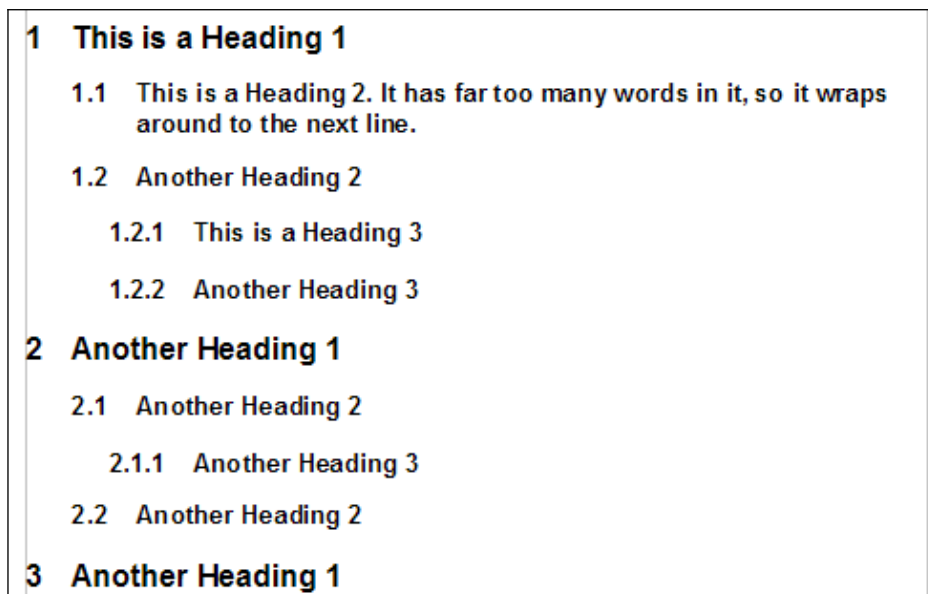 1 This is a Heading 1
1.1 This is a Heading 2. It has far too many words in it, so it wraps
around to the next line.
1.2 Another Heading 2
1.2.1 This is a Heading 3
1.2.2 Another Heading 3
2 Another Heading 1
2.1 Another Heading 2
2.1.1 Another Heading 3
2.2 Another Heading 2
3 Another Heading 1